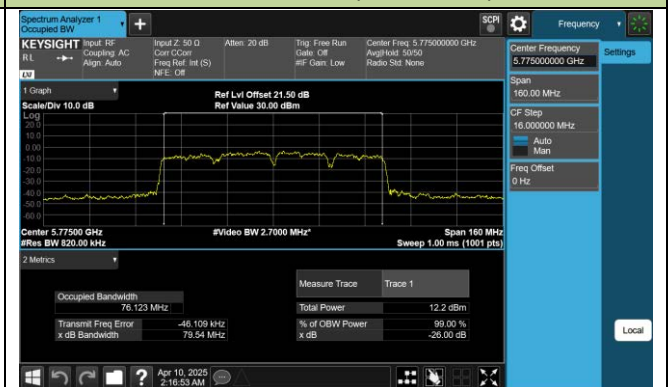 Spectrum Analyzer 1
Occupied BW
+
SCPI
Frequency
KEYSIGHT
RL
LXI
Input: RF
Coupling: AC
Align: Auto
Input Z: 50 Ω
Corr CCorr
Freq Ref: Int (S)
NFE: Off
Atten: 20 dB
Trig: Free Run
Gate: Off
#IF Gain: Low
Center Freq: 5.775000000 GHz
Avg|Hold: 50/50
Radio Std: None
Center Frequency
5.775000000 GHz
Settings
Span
160.00 MHz
CF Step
16.000000 MHz
Auto
Man
Freq Offset
0 Hz
1 Graph
Scale/Div 10.0 dB
Ref Lvl Offset 21.50 dB
Ref Value 30.00 dBm
Log
20.0
10.0
0.00
-10.0
-20.0
-30.0
-40.0
-50.0
-60.0
Center 5.77500 GHz
#Res BW 820.00 kHz
#Video BW 2.7000 MHz*
Span 160 MHz
Sweep 1.00 ms (1001 pts)
2 Metrics
Measure Trace Trace 1
Occupied Bandwidth
76.123 MHz
Total Power 12.2 dBm
Transmit Freq Error -46.109 kHz
% of OBW Power 99.00 %
x dB Bandwidth 79.54 MHz
x dB -26.00 dB
Local
?
Apr 10, 2025
2:16:53 AM